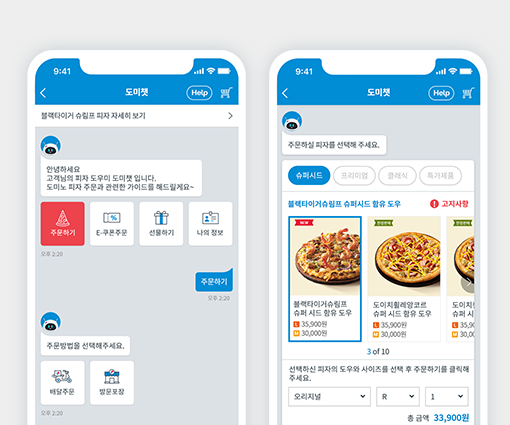 9:41
도미챗
Help
블랙타이거 슈림프 피자 자세히 보기
안녕하세요
고객님의 피자 도우미 도미챗 입니다.
도미노 피자 주문과 관련한 가이드를 해드릴게요~
주문하기
E-쿠폰주문
선물하기
나의 정보
오후 2:20
주문하기
오후 2:20
주문방법을 선택해주세요.
배달주문
방문포장
오후 2:20
9:41
도미챗
Help
주문하실 피자를 선택해 주세요.
슈퍼시드
프리미엄
클래식
특가제품
블랙타이거슈림프 슈퍼시드 함유 도우
고지사항
NEW
블랙타이거슈림프
슈퍼 시드 함유 도우
L 35,900원
M 30,000원
도이치휠레앙코르
슈퍼 시드 함유 도우
L 35,900원
M 30,000원
도이치
슈퍼 시
L 35,
M 30,
3 of 10
선택하신 피자의 도우와 사이즈를 선택 후 주문하기를 클릭해
주세요.
오리지널
R
1
총 금액 33,900원